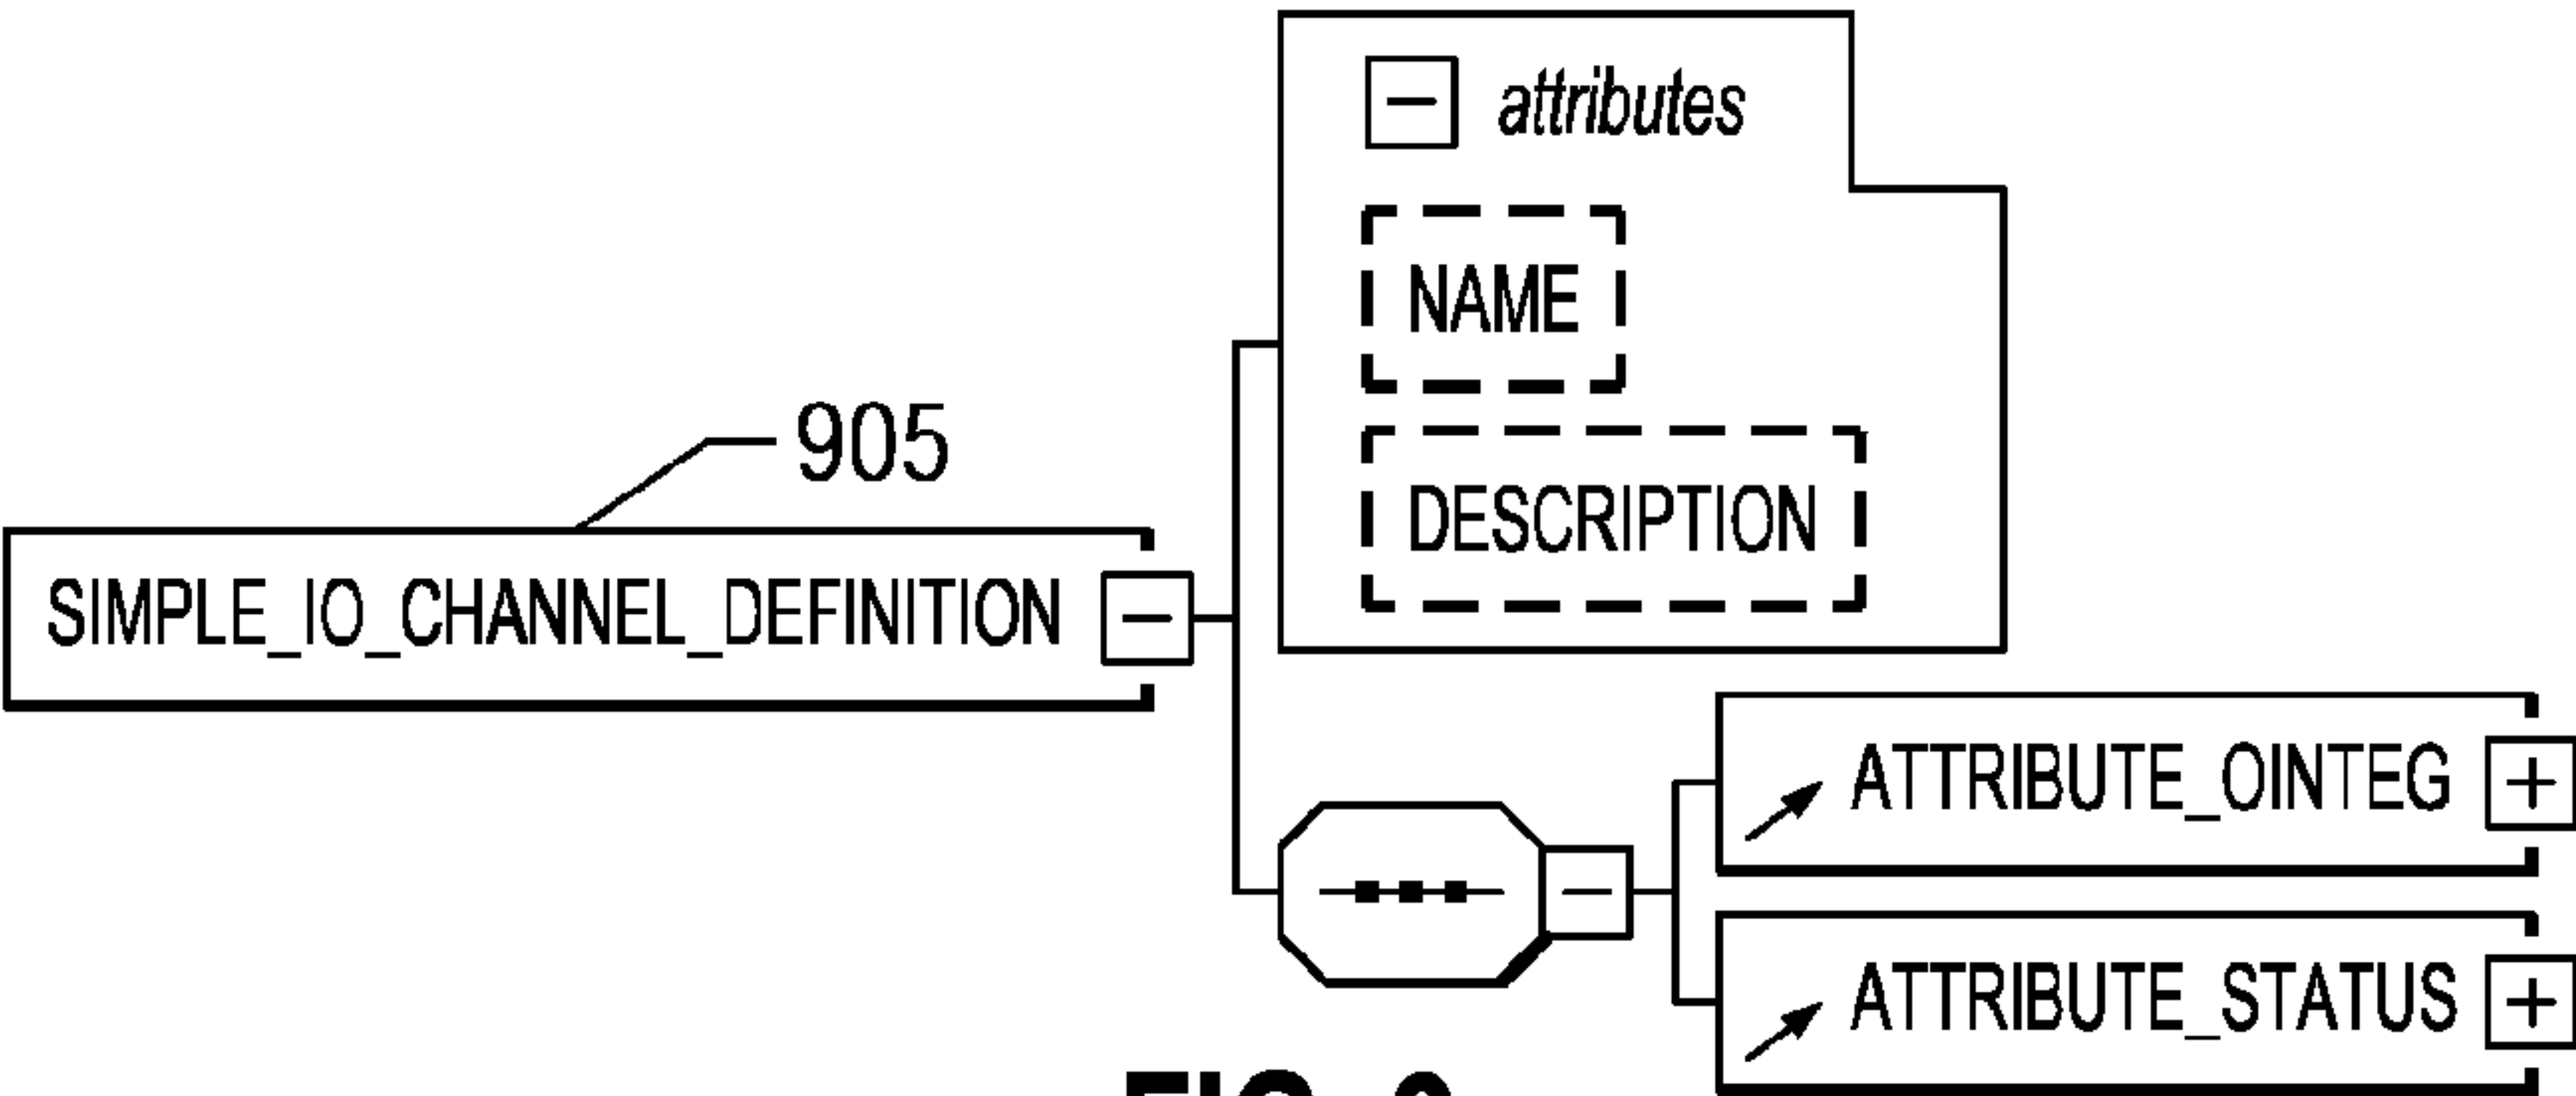 attributes
NAME
DESCRIPTION
905
SIMPLE_IO_CHANNEL_DEFINITION
ATTRIBUTE_OINTEG
ATTRIBUTE_STATUS